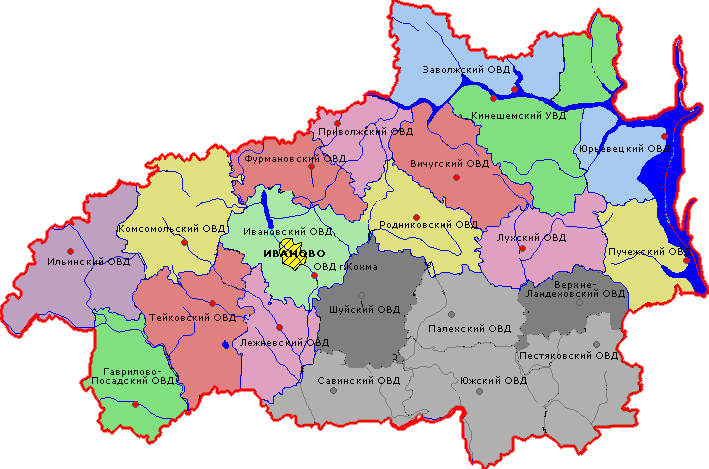 Заволжский ОВД
Кинешемский УВД
Приволжский ОВД
Юрьевецкий ОВД
Фурмановский ОВД
Вичугский ОВД
Комсомольский ОВД
Ивановский ОВД
Родниковский ОВД
Лухский ОВД
ИВАНОВО
Пучежский ОВД
Ильинский ОВД
ОВД г.Кохма
Верхне-
Ландеховский ОВД
Тейковский ОВД
Шуйский ОВД
Палехский ОВД
Лежневский ОВД
Пестяковский ОВД
Гаврилово-
Посадский ОВД
Савинский ОВД
Южский ОВД